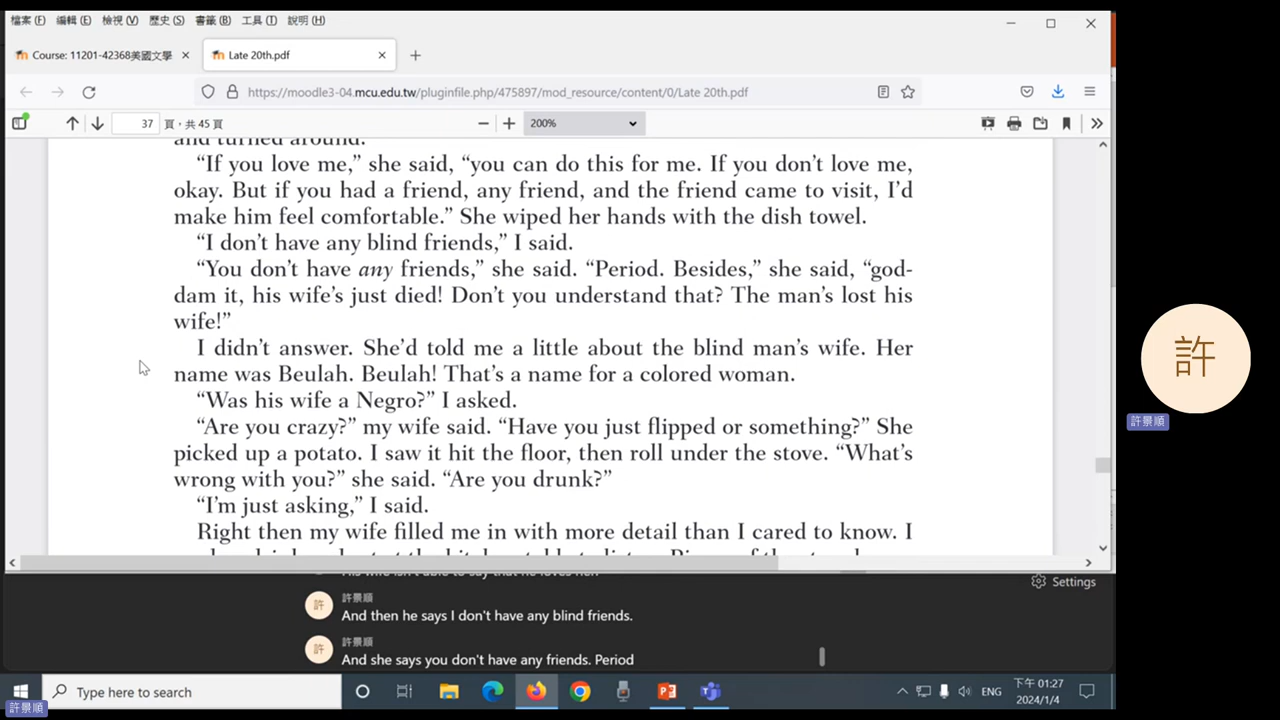 檔案(F) 編輯(E) 檢視(V) 歷史(S) 書籤(B) 工具(T) 說明(H)
Course: 11201-42368美國文學
Late 20th.pdf
https://moodle3-04.mcu.edu.tw/pluginfile.php/475897/mod_resource/content/0/Late 20th.pdf
37 頁，共 45 頁
200%
and turned around.
“If you love me,” she said, “you can do this for me. If you don’t love me,
okay. But if you had a friend, any friend, and the friend came to visit, I’d
make him feel comfortable.” She wiped her hands with the dish towel.
“I don’t have any blind friends,” I said.
“You don’t have any friends,” she said. “Period. Besides,” she said, “god-
dam it, his wife’s just died! Don’t you understand that? The man’s lost his
wife!”
I didn’t answer. She’d told me a little about the blind man’s wife. Her
name was Beulah. Beulah! That’s a name for a colored woman.
“Was his wife a Negro?” I asked.
“Are you crazy?” my wife said. “Have you just flipped or something?” She
picked up a potato. I saw it hit the floor, then roll under the stove. “What’s
wrong with you?” she said. “Are you drunk?”
“I’m just asking,” I said.
Right then my wife filled me in with more detail than I cared to know. I
His wife isn't able to say that he loves her.
Settings
許景順
And then he says I don't have any blind friends.
許景順
And she says you don't have any friends. Period
許
許
許
許景順
Type here to search
ENG
下午 01:27
2024/1/4
許景順